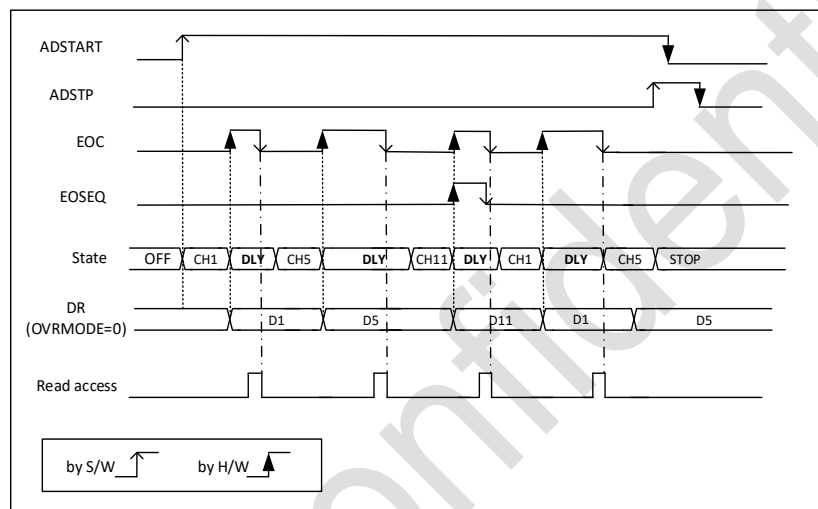 ADSTART
ADSTP
EOC
EOSEQ
State OFF CH1 DLY CH5 DLY CH11 DLY CH1 DLY CH5 STOP
DR
(OVRMODE=0) D1 D5 D11 D1 D5
Read access
by S/W by H/W
onfident